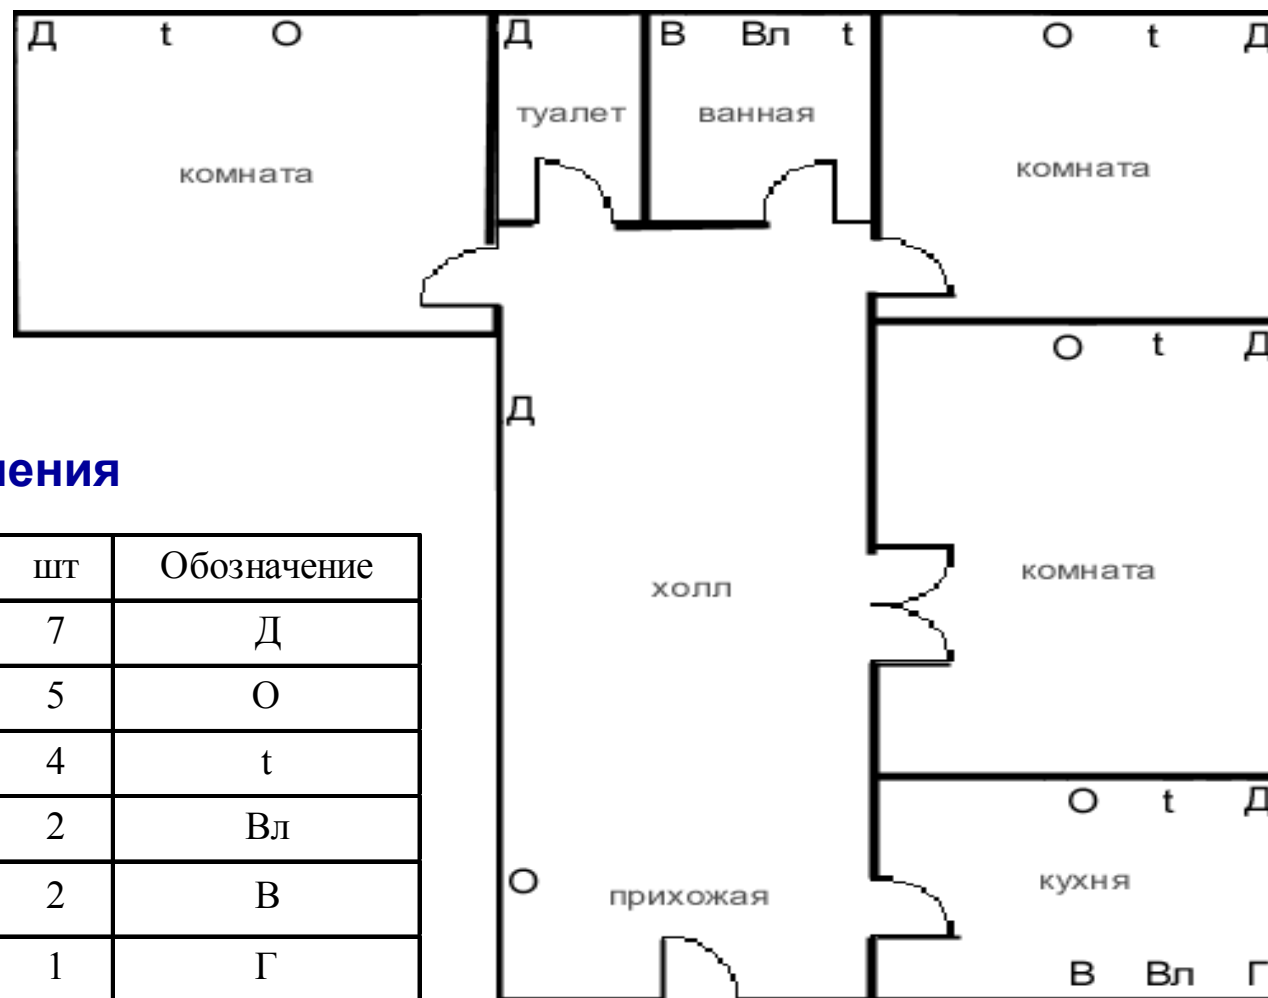 Д t О Д В Вл t О t Д
туалет ванная
комната комната
О t Д
Д
ения
шт Обозначение
7 Д
5 О
4 t
2 Вл
2 В
1 Г
холл комната
О t Д
О прихожая кухня
В Вл Г